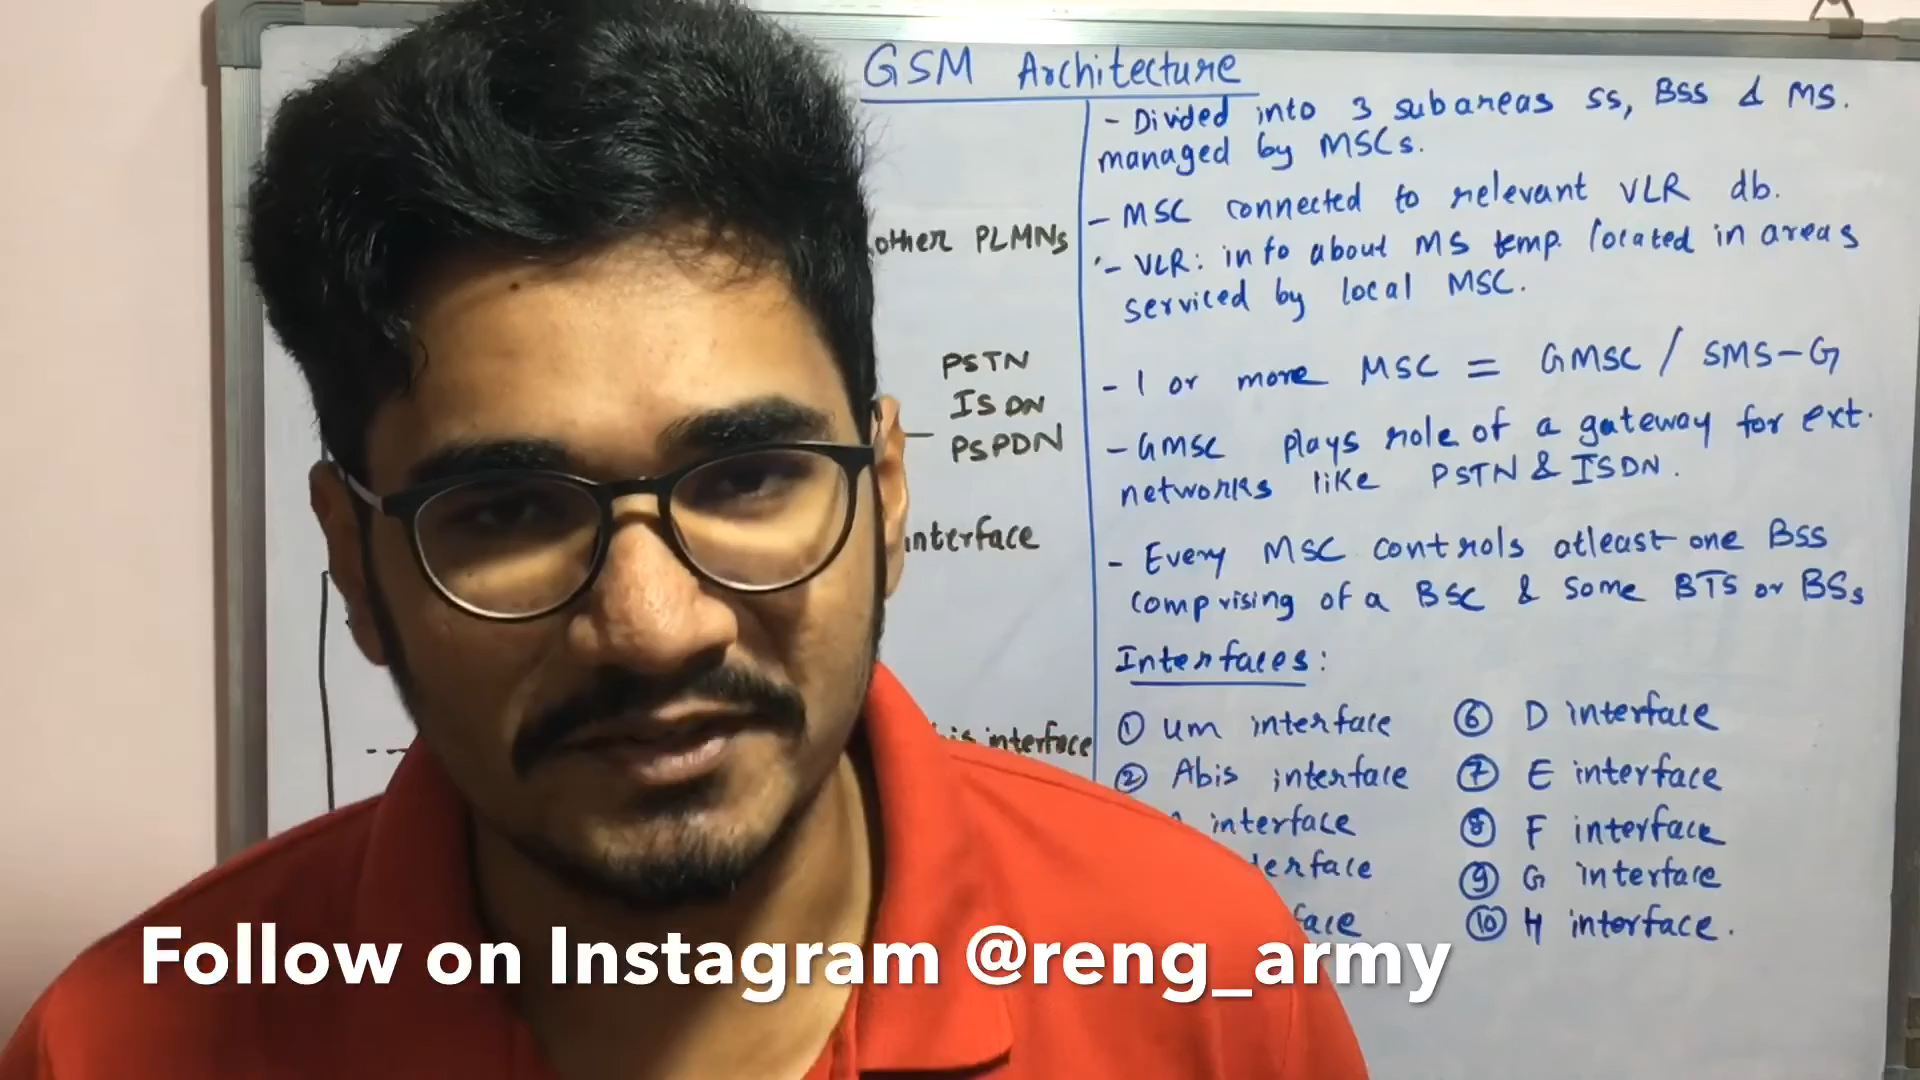 GSM Architecture
other PLMNs
PSTN
ISDN
PSPDN
interface
is interface
- Divided into 3 subareas SS, BSS & MS.
managed by MSCs.
- MSC connected to relevant VLR db.
- VLR: info about MS temp. located in areas
serviced by local MSC.
- 1 or more MSC = GMSC / SMS-G
- GMSC plays role of a gateway for ext.
networks like PSTN & ISDN.
- Every MSC controls atleast one BSS
comprising of a BSC & some BTS or BSs
Interfaces:
① Um interface
② Abis interface
interface
erface
face
⑥ D interface
⑦ E interface
⑧ F interface
⑨ G interface
⑩ H interface.
Follow on Instagram @reng_army